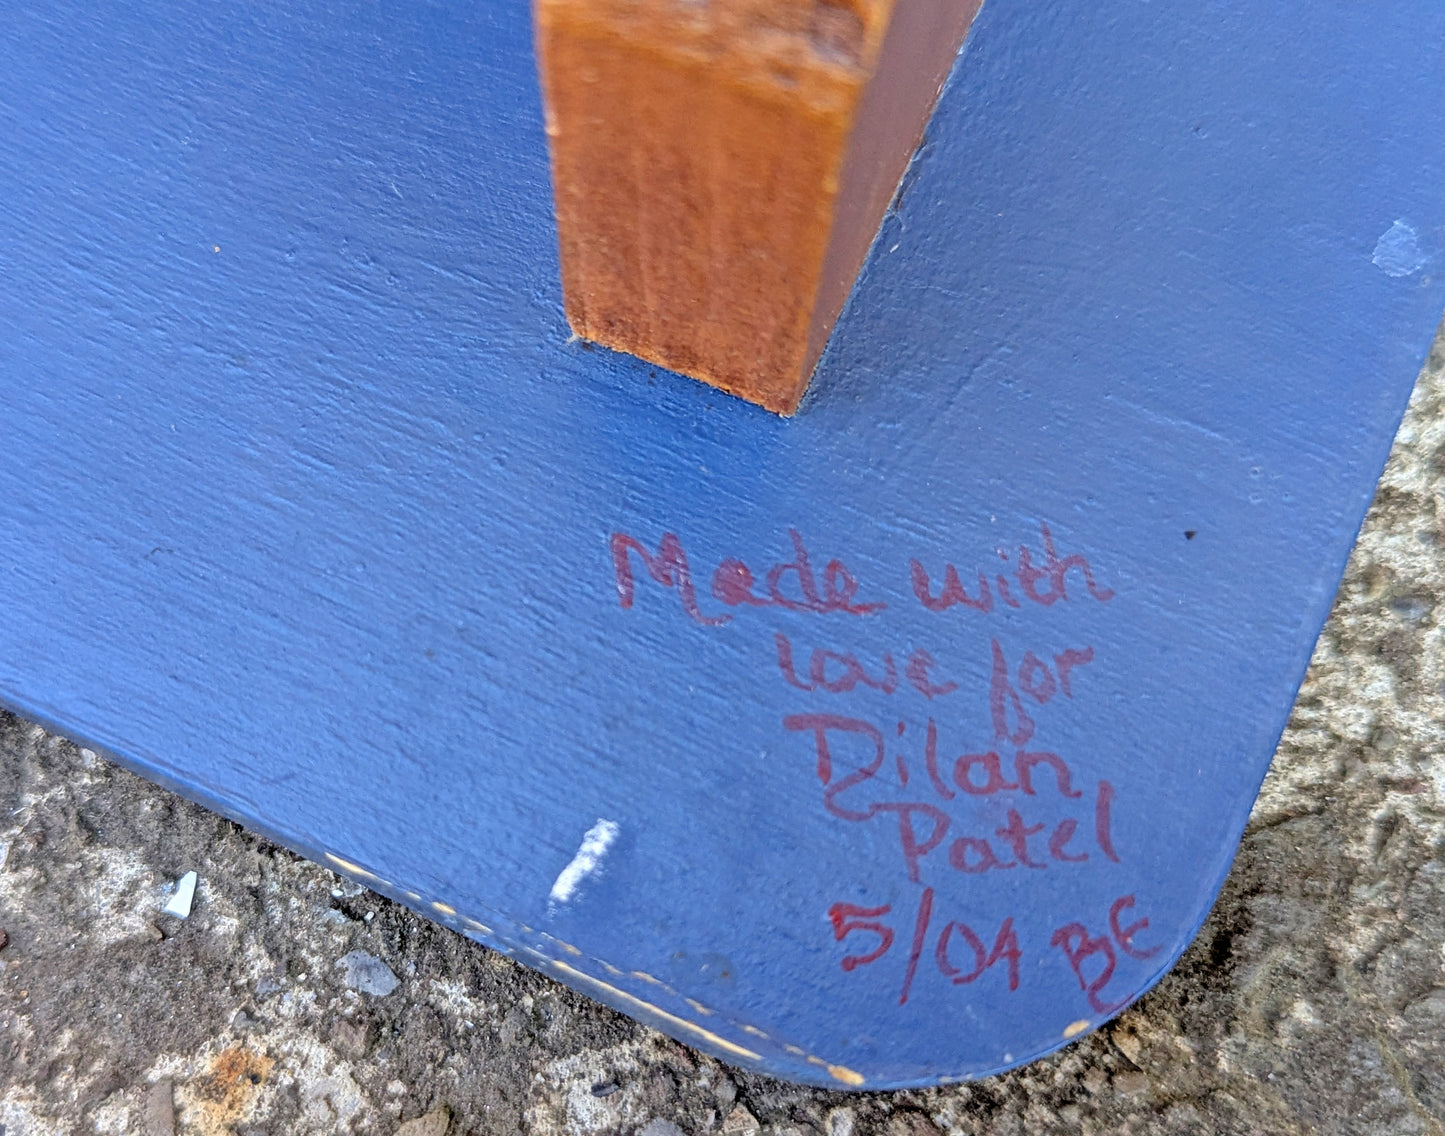 Made with
love for
Dilan
Patel
5/04 BE